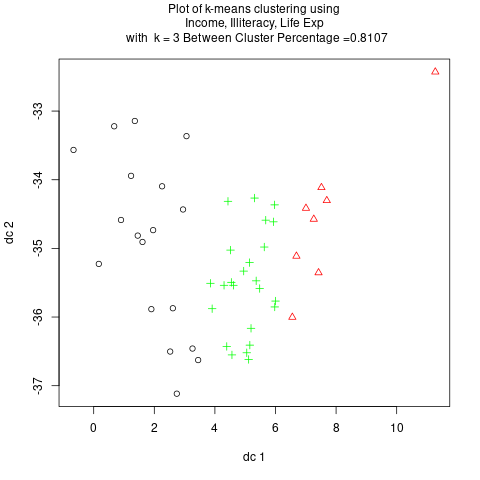 Plot of k-means clustering using
Income, Illiteracy, Life Exp
with k = 3 Between Cluster Percentage =0.8107
-33
-34
-35
-36
-37
dc 2
0 2 4 6 8 10
dc 1